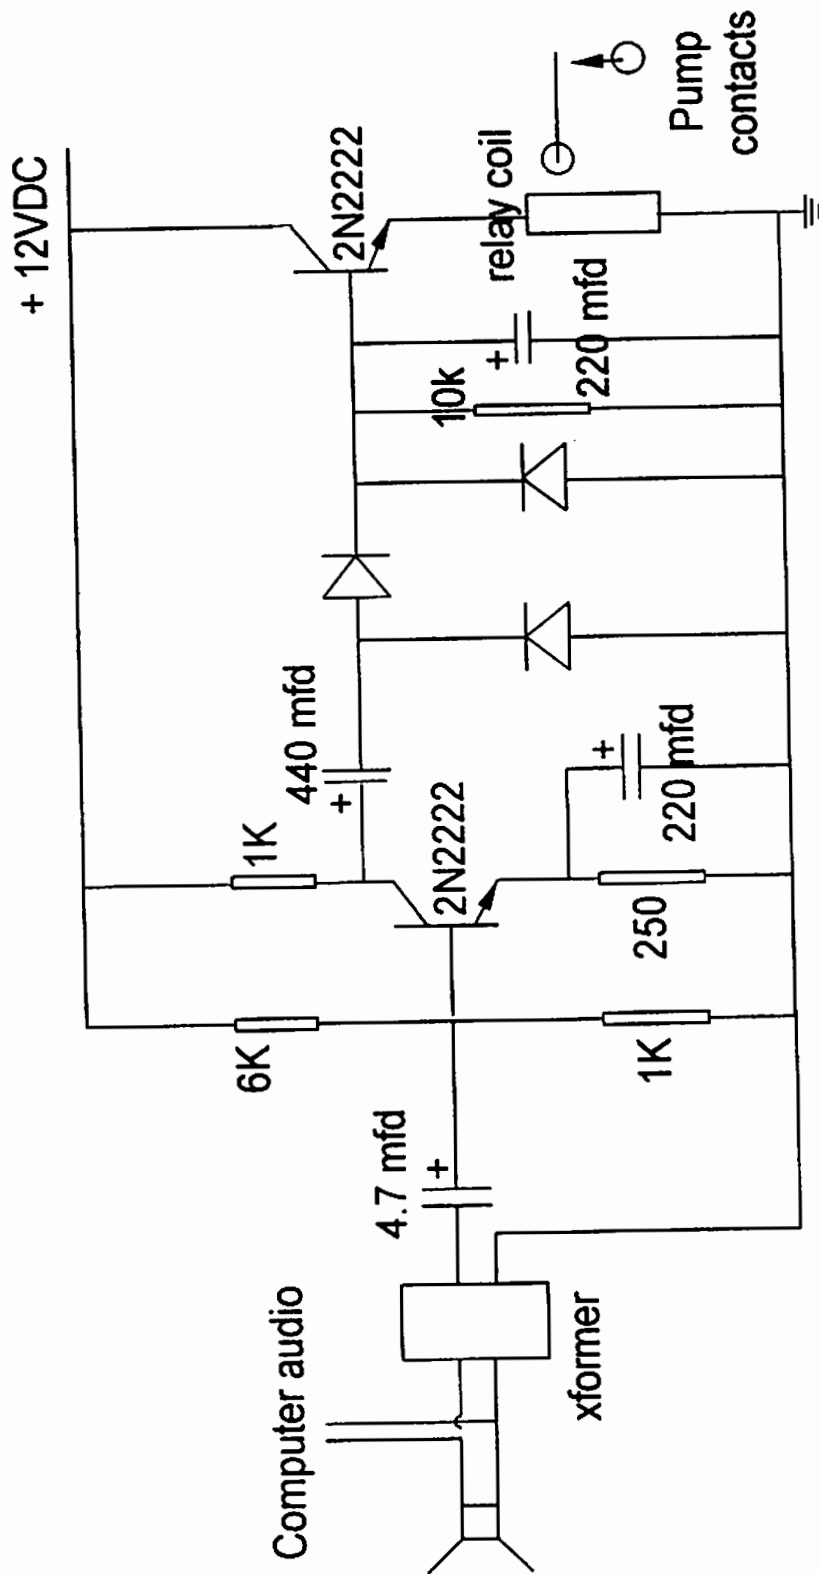 + 12VDC
Computer audio
xformer
4.7 mfd
+
6K
1K
1K
250
2N2222
440 mfd
+
220 mfd
+
10k
220 mfd
+
2N2222
relay coil
Pump
contacts